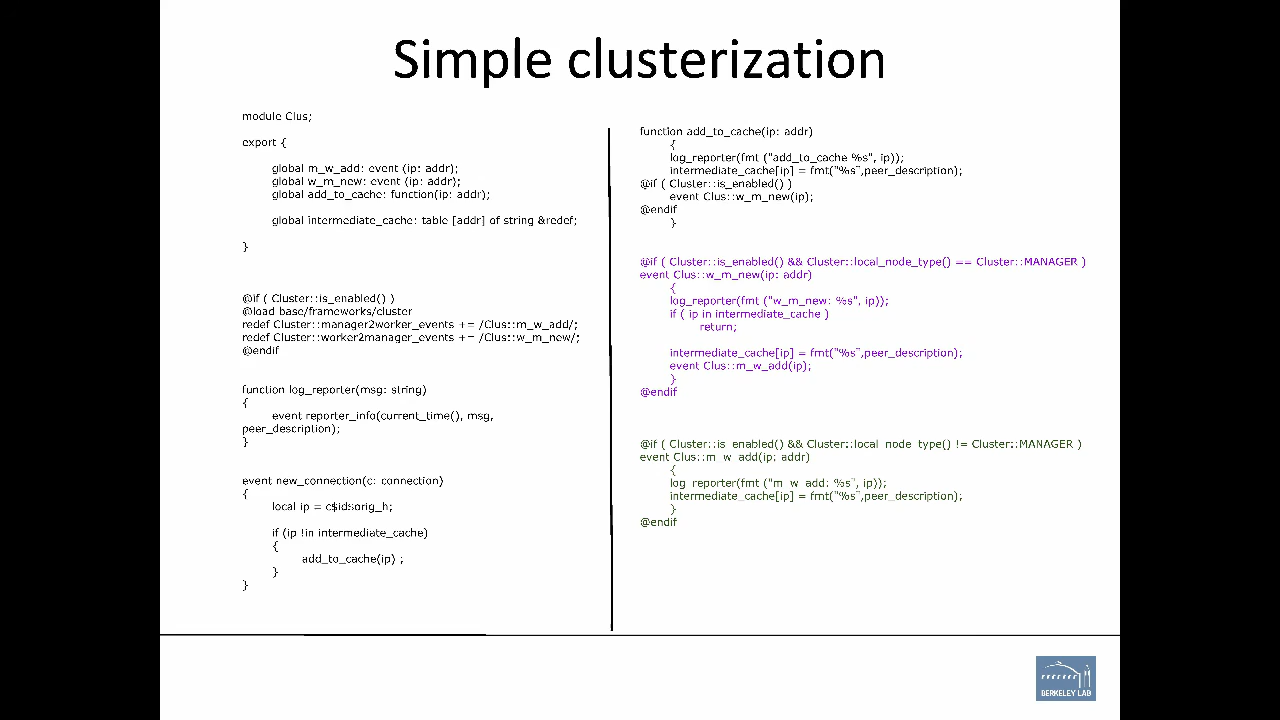 Simple clusterization
module Clus;
export {
global m_w_add: event (ip: addr);
global w_m_new: event (ip: addr);
global add_to_cache: function(ip: addr);
global intermediate_cache: table [addr] of string &redef;
}
@if ( Cluster::is_enabled() )
@load base/frameworks/cluster
redef Cluster::manager2worker_events += /Clus::m_w_add/;
redef Cluster::worker2manager_events += /Clus::w_m_new/;
@endif
function log_reporter(msg: string)
{
event reporter_info(current_time(), msg,
peer_description);
}
event new_connection(c: connection)
{
local ip = c$id$orig_h;
if (ip !in intermediate_cache)
{
add_to_cache(ip) ;
}
}
function add_to_cache(ip: addr)
{
log_reporter(fmt ("add_to_cache %s", ip));
intermediate_cache[ip] = fmt("%s",peer_description);
@if ( Cluster::is_enabled() )
event Clus::w_m_new(ip);
@endif
}
@if ( Cluster::is_enabled() && Cluster::local_node_type() == Cluster::MANAGER )
event Clus::w_m_new(ip: addr)
{
log_reporter(fmt ("w_m_new: %s", ip));
if ( ip in intermediate_cache )
return;
intermediate_cache[ip] = fmt("%s",peer_description);
event Clus::m_w_add(ip);
}
@endif
@if ( Cluster::is_enabled() && Cluster::local_node_type() != Cluster::MANAGER )
event Clus::m_w_add(ip: addr)
{
log_reporter(fmt ("m_w_add: %s", ip));
intermediate_cache[ip] = fmt("%s",peer_description);
}
@endif
BERKELEY LAB